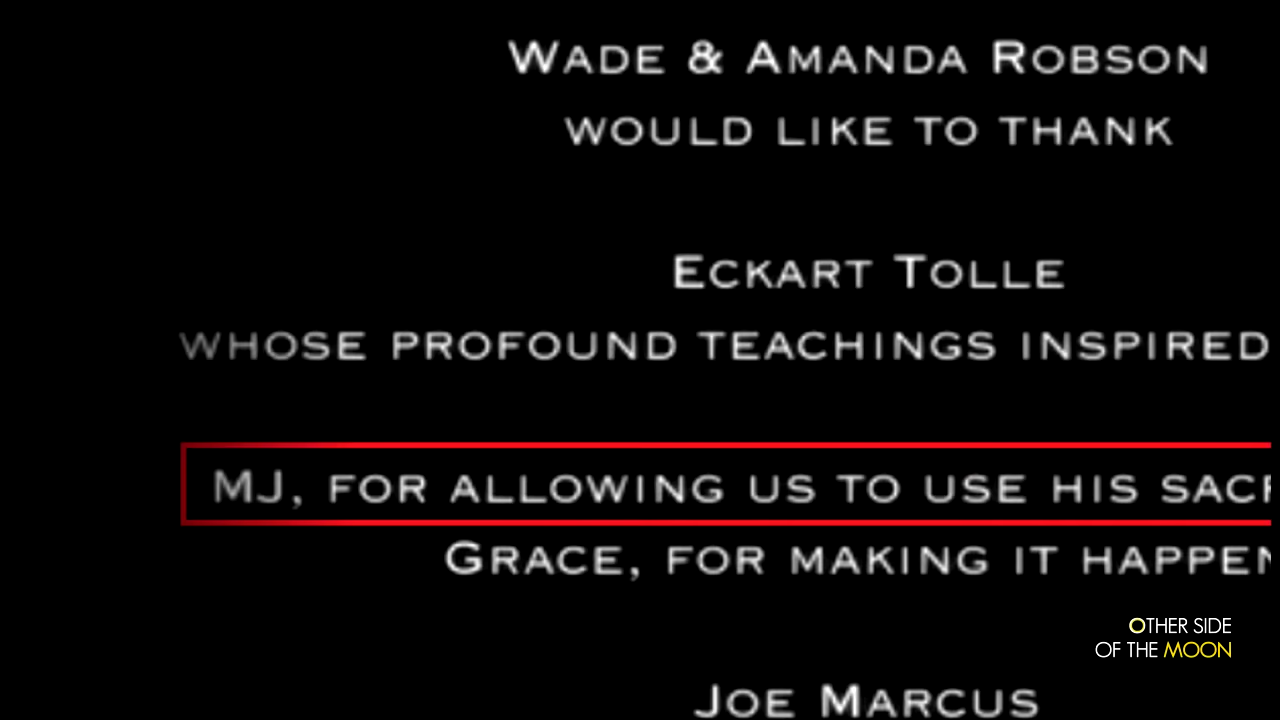 WADE & AMANDA ROBSON
WOULD LIKE TO THANK
ECKART TOLLE
WHOSE PROFOUND TEACHINGS INSPIRED
MJ, FOR ALLOWING US TO USE HIS
GRACE, FOR MAKING IT HAPPEN
JOE MARCUS
OTHER SIDE
OF THE MOON